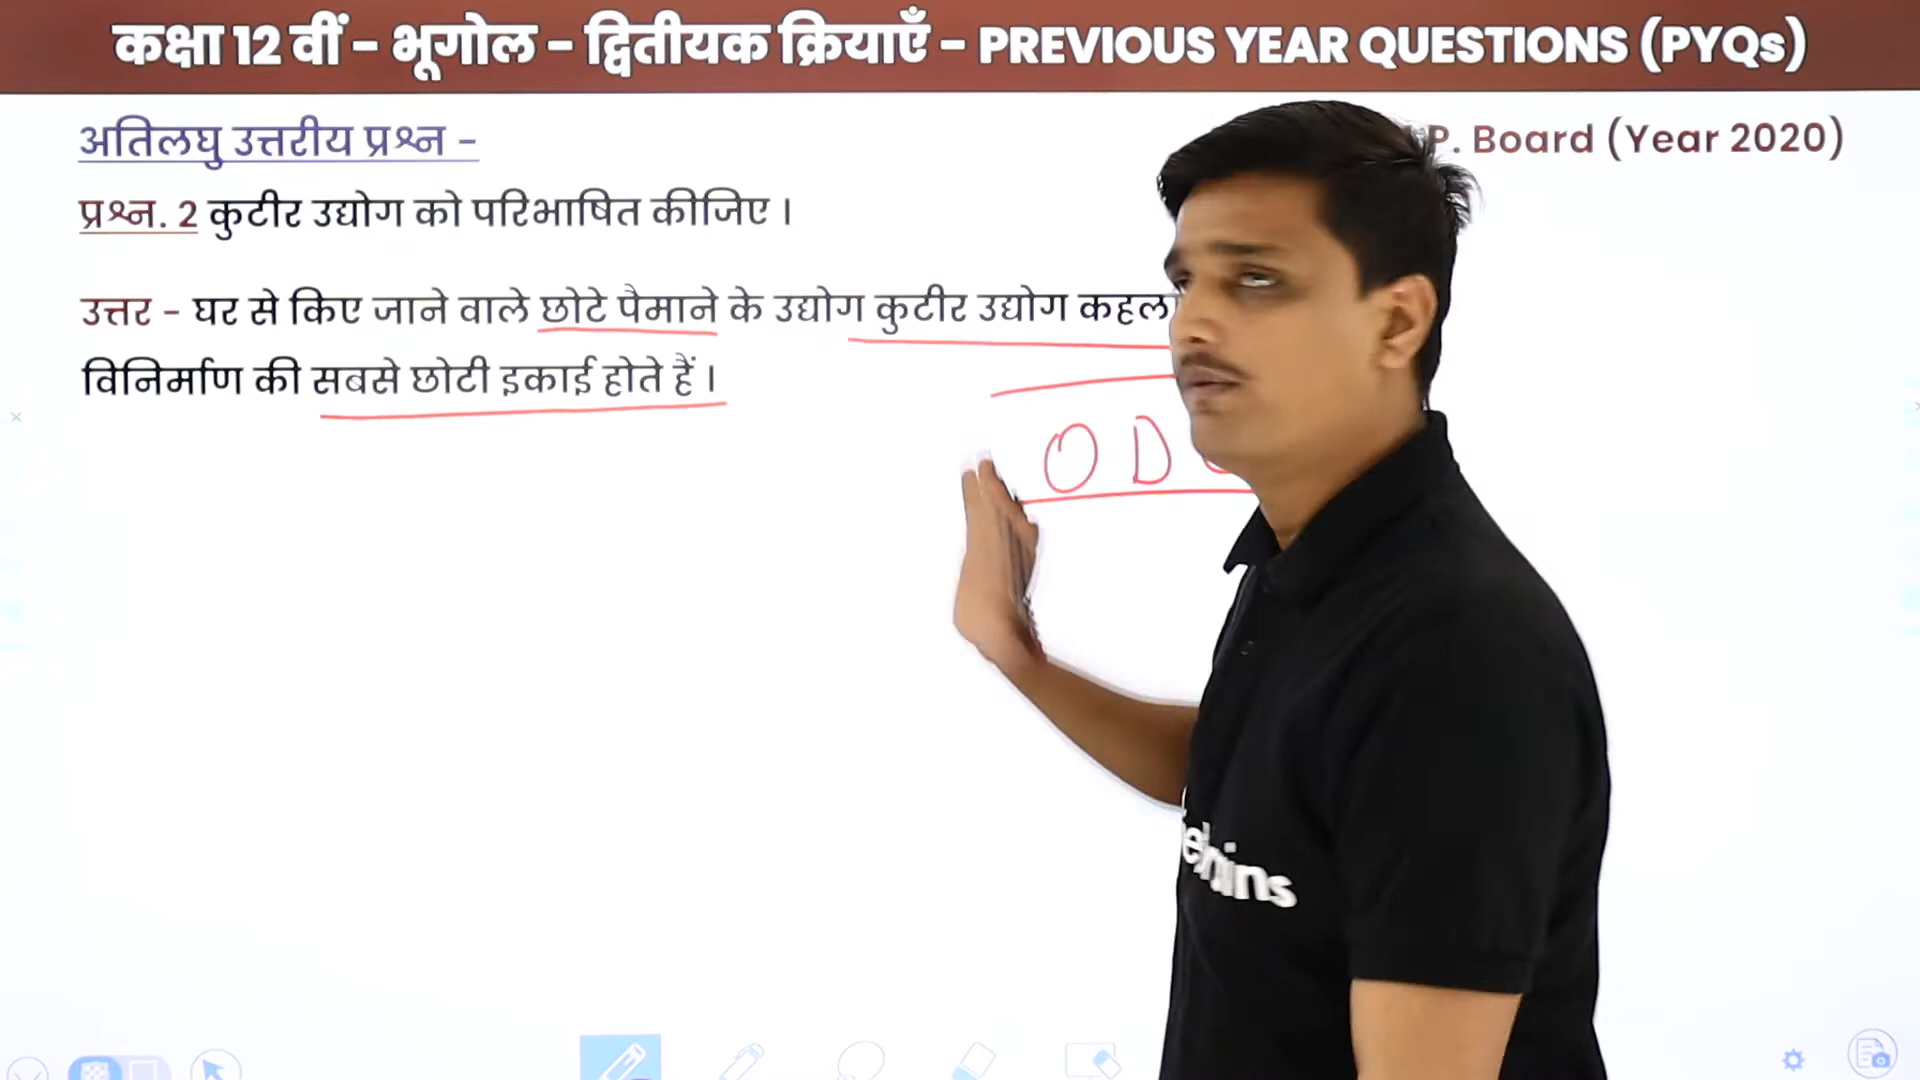 कक्षा 12 वीं - भूगोल - द्वितीयक क्रियाएँ - PREVIOUS YEAR QUESTIONS (PYQs)
अतिलघु उत्तरीय प्रश्न -
P. Board (Year 2020)
प्रश्न. 2 कुटीर उद्योग को परिभाषित कीजिए ।
उत्तर - घर से किए जाने वाले छोटे पैमाने के उद्योग कुटीर उद्योग
विनिर्माण की सबसे छोटी इकाई होते हैं ।
O D